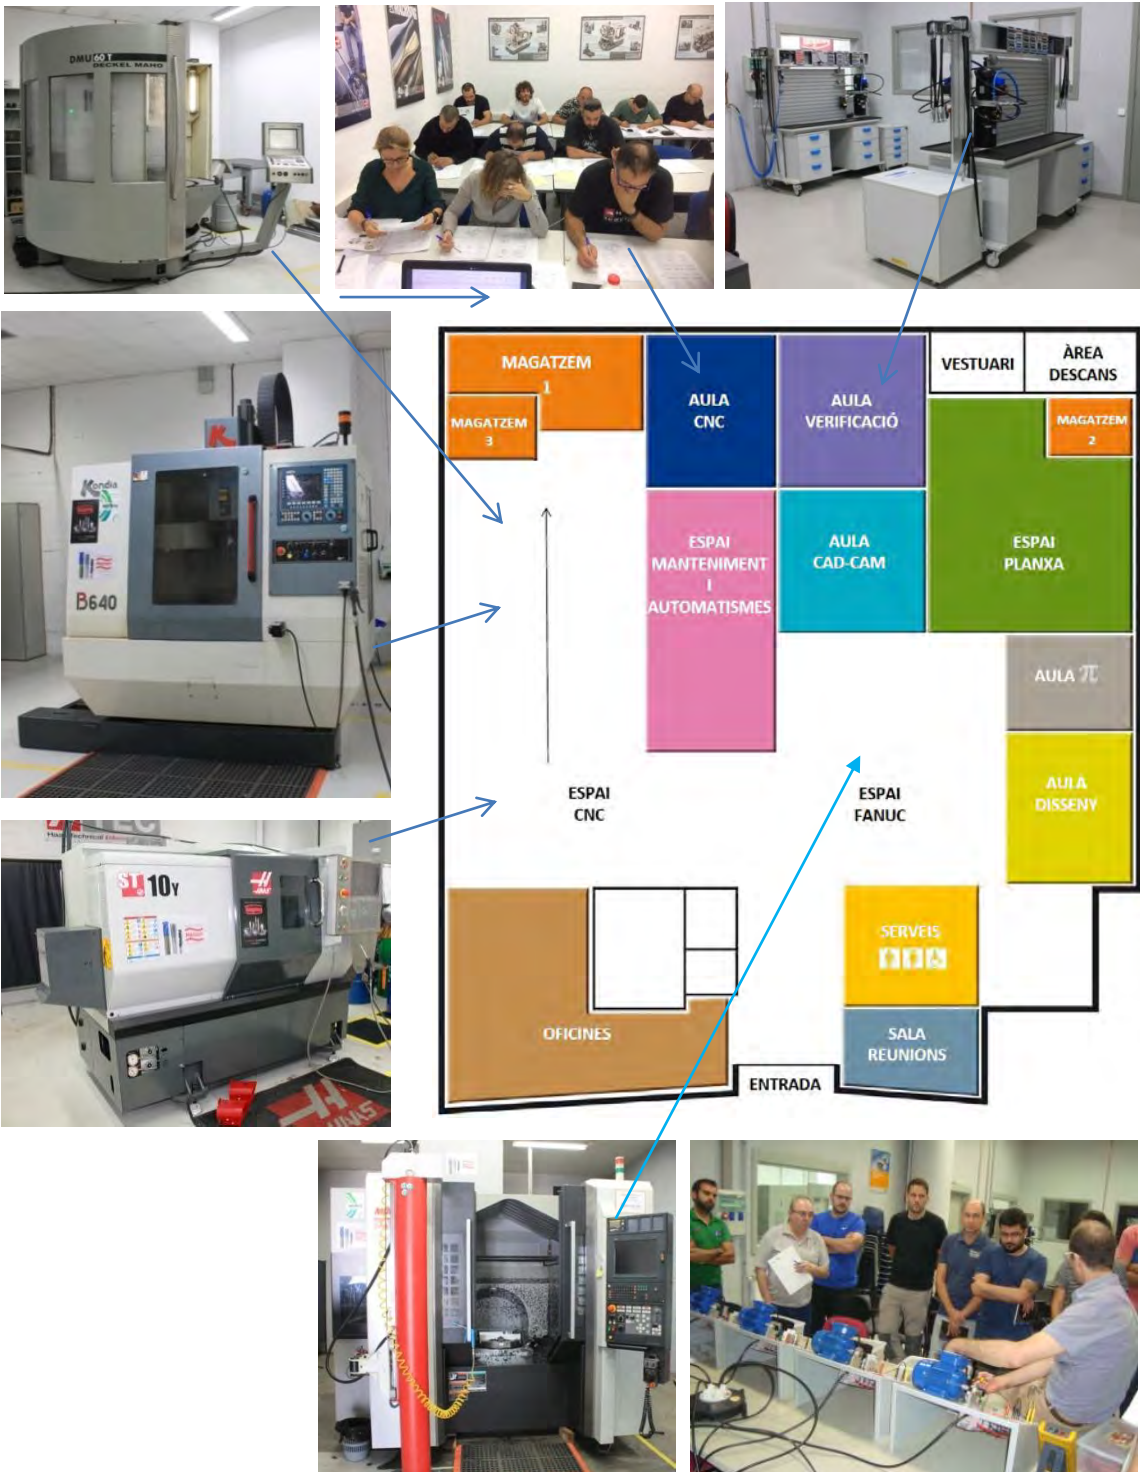 DMU 60 T
DECKEL MAHO
Kondia
B640
ST
10Y
HAAS
MAGATZEM
1
MAGATZEM
3
AULA
CNC
AULA
VERIFICACIÓ
VESTUARI
ÀREA
DESCANS
MAGATZEM
2
ESPAI
MANTENIMENT
I
AUTOMATISMES
AULA
CAD-CAM
ESPAI
PLANXA
AULA π
AULA
DISSENY
ESPAI
CNC
ESPAI
FANUC
OFICINES
SERVEIS
SALA
REUNIONS
ENTRADA